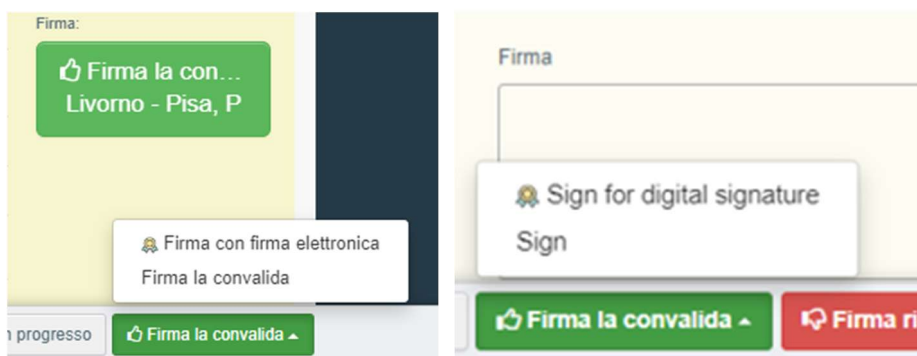 Firma:
Firma la con...
Livorno - Pisa, P
Firma con firma elettronica
Firma la convalida
n progresso
Firma la convalida
Firma
Sign for digital signature
Sign
Firma la convalida
Firma ri